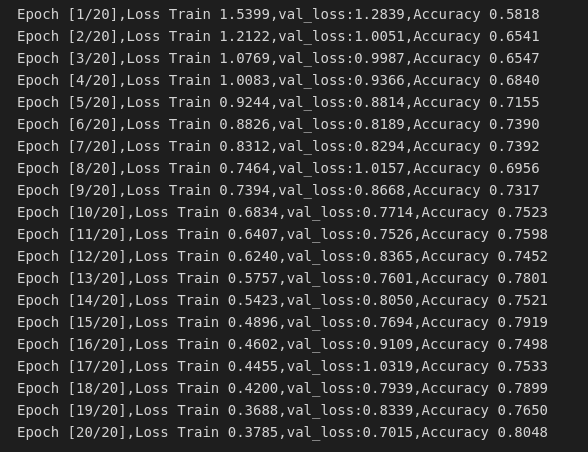 Epoch [1/20],Loss Train 1.5399,val_loss:1.2839,Accuracy 0.5818
Epoch [2/20],Loss Train 1.2122,val_loss:1.0051,Accuracy 0.6541
Epoch [3/20],Loss Train 1.0769,val_loss:0.9987,Accuracy 0.6547
Epoch [4/20],Loss Train 1.0083,val_loss:0.9366,Accuracy 0.6840
Epoch [5/20],Loss Train 0.9244,val_loss:0.8814,Accuracy 0.7155
Epoch [6/20],Loss Train 0.8826,val_loss:0.8189,Accuracy 0.7390
Epoch [7/20],Loss Train 0.8312,val_loss:0.8294,Accuracy 0.7392
Epoch [8/20],Loss Train 0.7464,val_loss:1.0157,Accuracy 0.6956
Epoch [9/20],Loss Train 0.7394,val_loss:0.8668,Accuracy 0.7317
Epoch [10/20],Loss Train 0.6834,val_loss:0.7714,Accuracy 0.7523
Epoch [11/20],Loss Train 0.6407,val_loss:0.7526,Accuracy 0.7598
Epoch [12/20],Loss Train 0.6240,val_loss:0.8365,Accuracy 0.7452
Epoch [13/20],Loss Train 0.5757,val_loss:0.7601,Accuracy 0.7801
Epoch [14/20],Loss Train 0.5423,val_loss:0.8050,Accuracy 0.7521
Epoch [15/20],Loss Train 0.4896,val_loss:0.7694,Accuracy 0.7919
Epoch [16/20],Loss Train 0.4602,val_loss:0.9109,Accuracy 0.7498
Epoch [17/20],Loss Train 0.4455,val_loss:1.0319,Accuracy 0.7533
Epoch [18/20],Loss Train 0.4200,val_loss:0.7939,Accuracy 0.7899
Epoch [19/20],Loss Train 0.3688,val_loss:0.8339,Accuracy 0.7650
Epoch [20/20],Loss Train 0.3785,val_loss:0.7015,Accuracy 0.8048